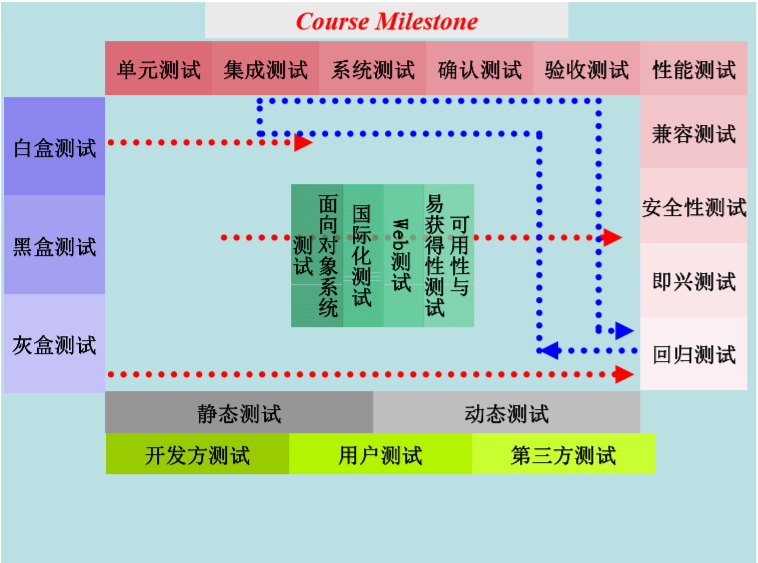 Course Milestone
单元测试
集成测试
系统测试
确认测试
验收测试
性能测试
白盒测试
黑盒测试
灰盒测试
面向对象系统
测试
国际化测试
Web测试
可用性与
易获得性测试
兼容测试
安全性测试
即兴测试
回归测试
静态测试
动态测试
开发方测试
用户测试
第三方测试